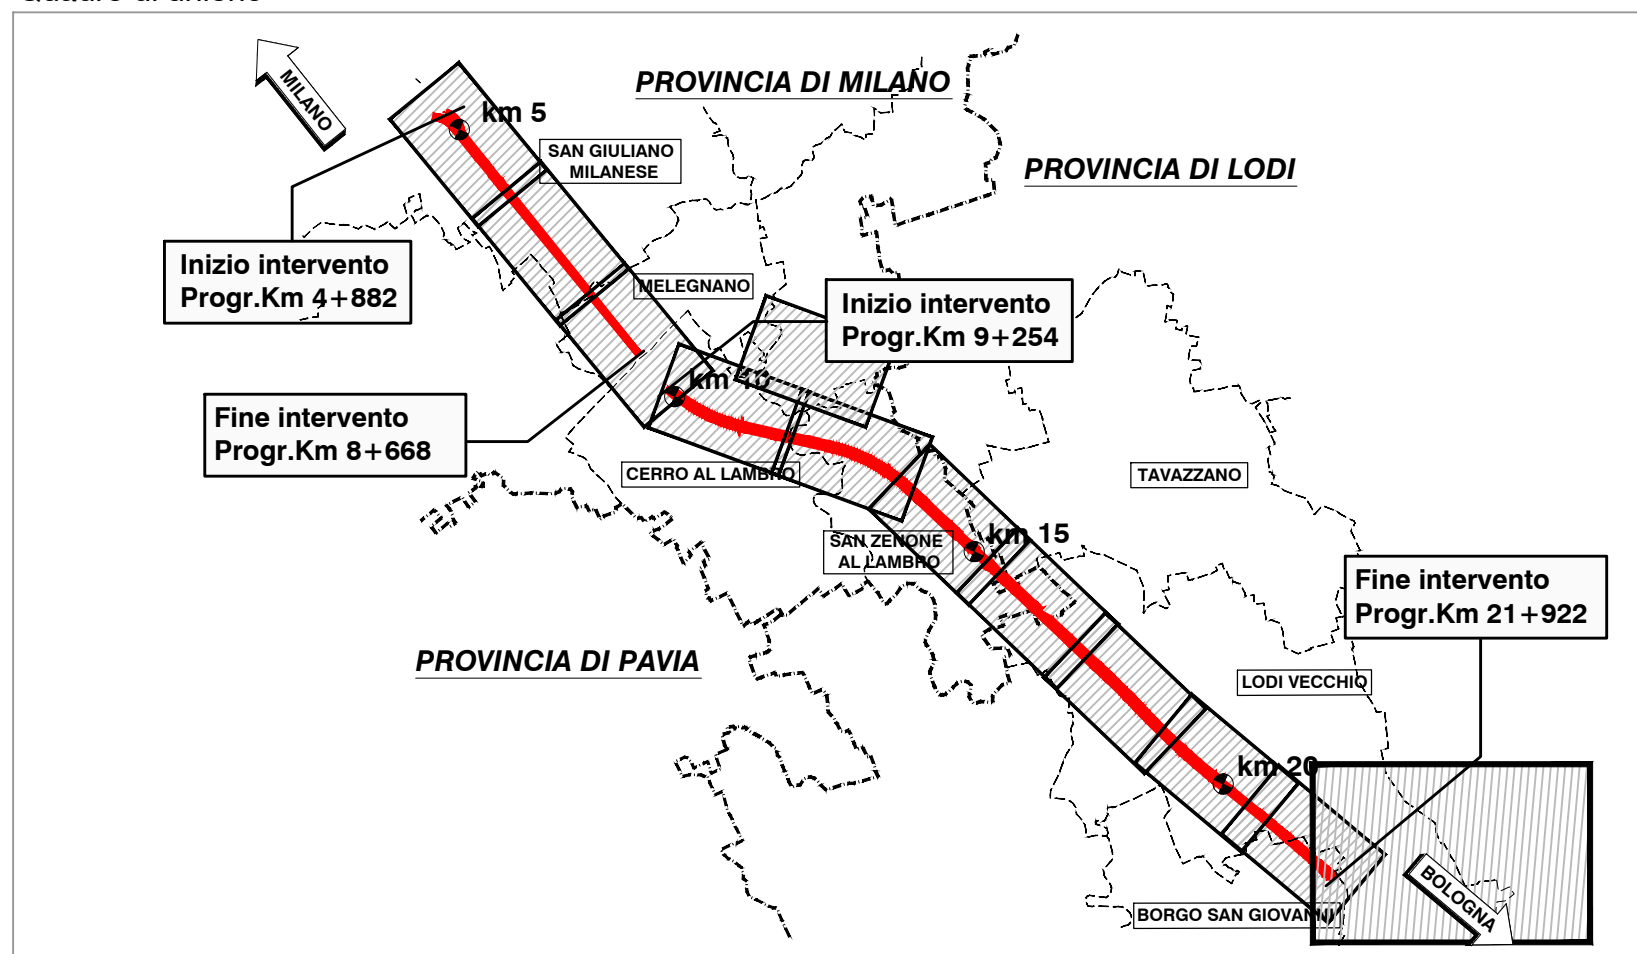 Quadro di unione
MILANO
PROVINCIA DI MILANO
km 5
SAN GIULIANO
MILANESE
PROVINCIA DI LODI
Inizio intervento
Progr.Km 4+882
MELEGNANO
Inizio intervento
Progr.Km 9+254
km 10
Fine intervento
Progr.Km 8+668
CERRO AL LAMBRO
TAVAZZANO
km 15
SAN ZENONE
AL LAMBRO
Fine intervento
Progr.Km 21+922
PROVINCIA DI PAVIA
LODI VECCHIO
km 20
BOLOGNA
BORGO SAN GIOVANNI